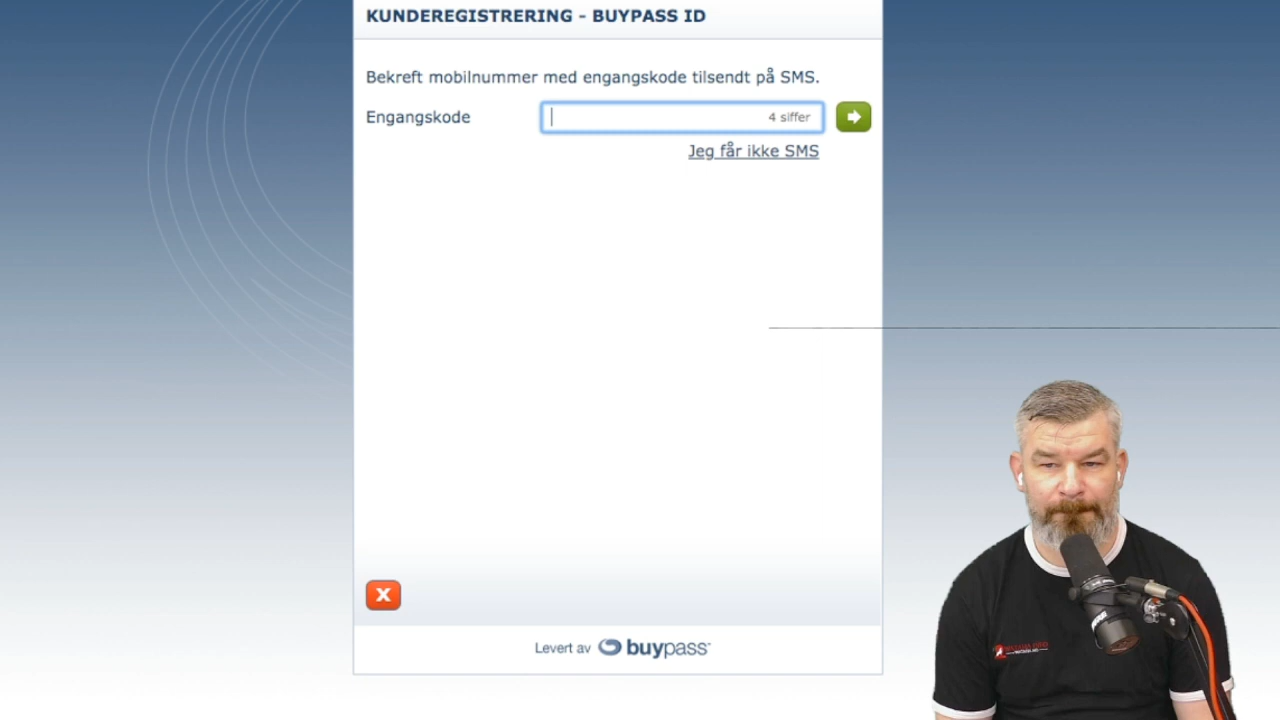 KUNDEREGISTRERING - BUYPASS ID
Bekreft mobilnummer med engangskode tilsendt på SMS.
Engangskode
4 siffer
Jeg får ikke SMS
Levert av buypass